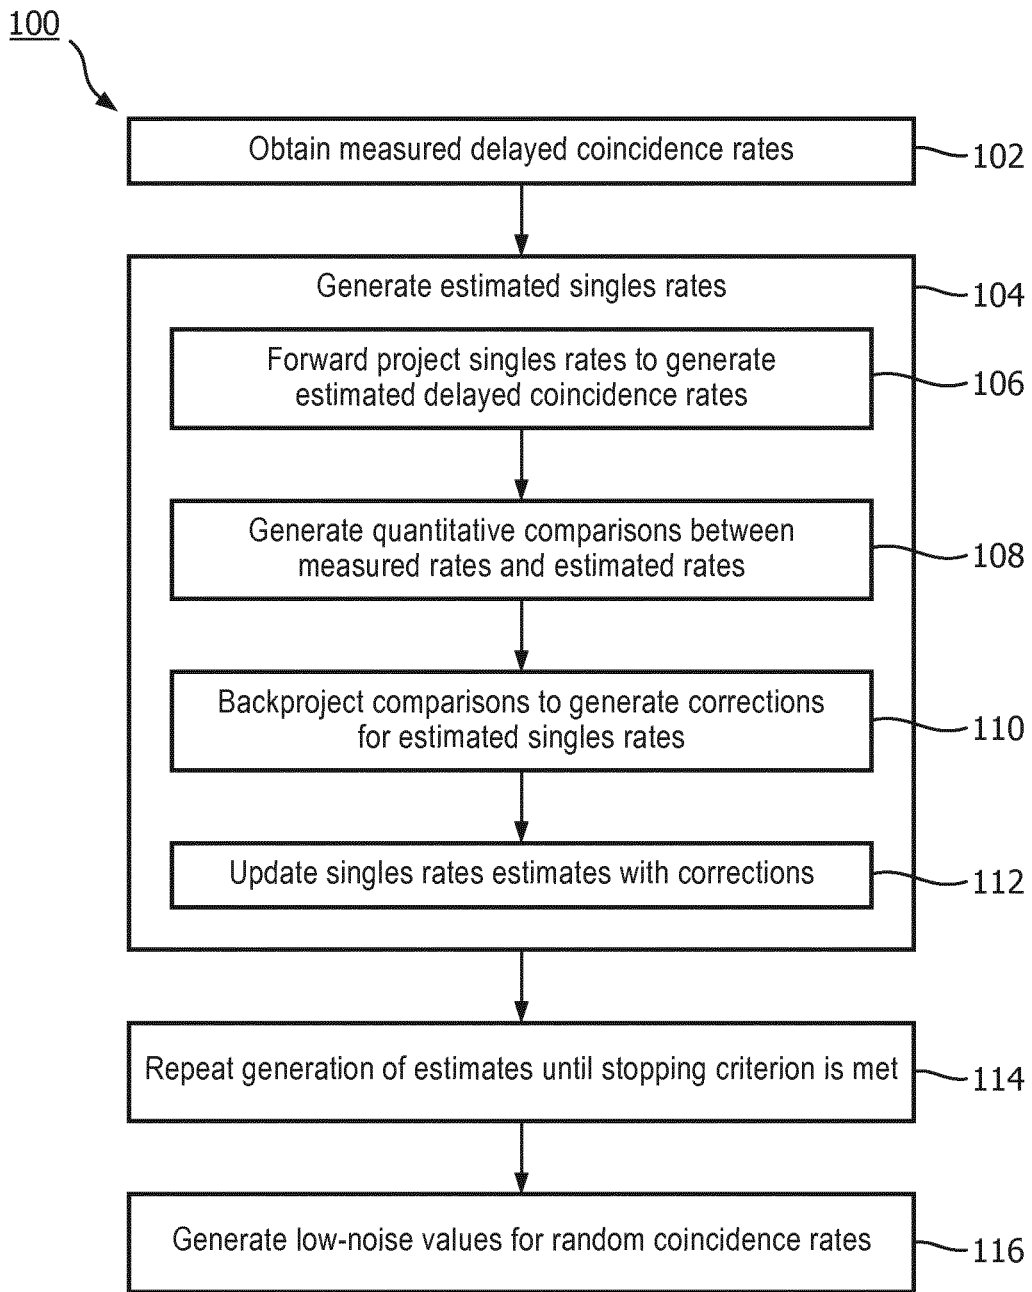 100
Obtain measured delayed coincidence rates
102
Generate estimated singles rates
104
Forward project singles rates to generate
estimated delayed coincidence rates
106
Generate quantitative comparisons between
measured rates and estimated rates
108
Backproject comparisons to generate corrections
for estimated singles rates
110
Update singles rates estimates with corrections
112
Repeat generation of estimates until stopping criterion is met
114
Generate low-noise values for random coincidence rates
116